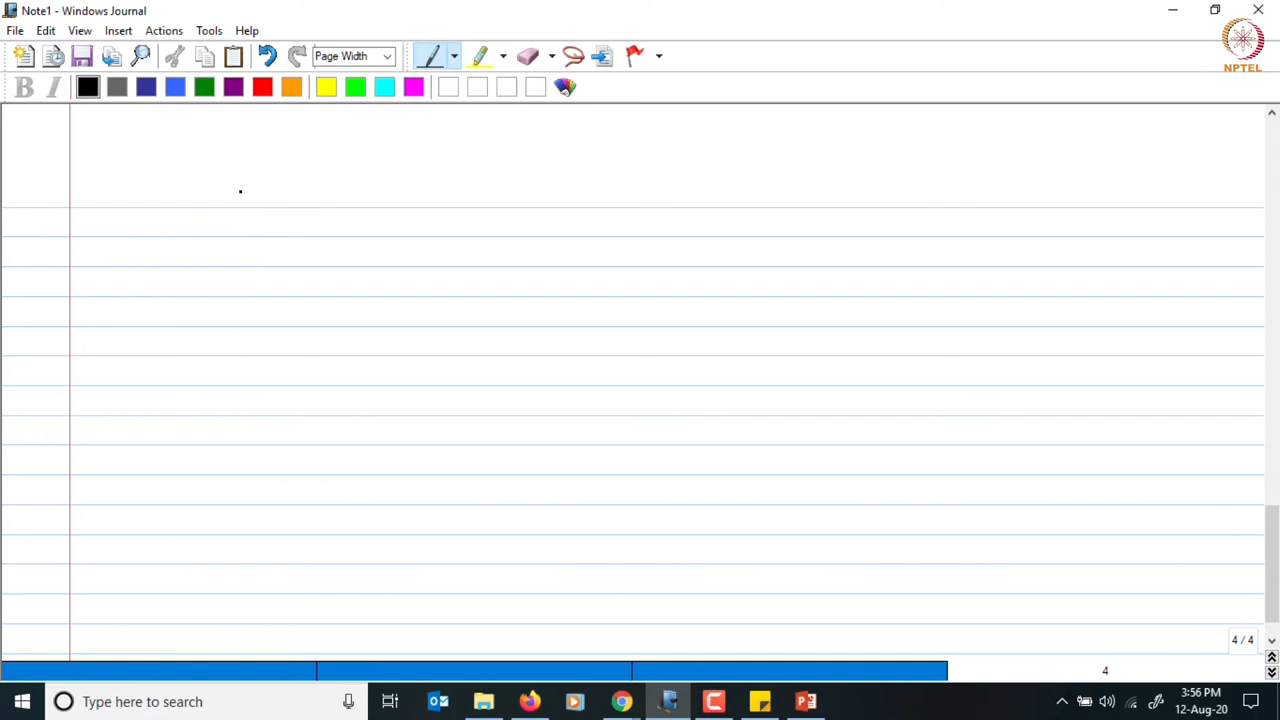 Note1 - Windows Journal
File Edit View Insert Actions Tools Help
Page Width
NPTEL
B I
4 / 4
4
Type here to search
3:56 PM
12-Aug-20